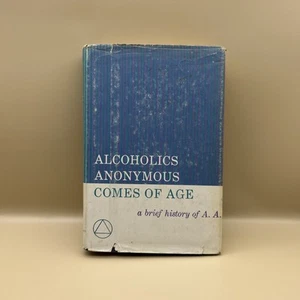 ALCOHOLICS
ANONYMOUS
COMES OF AGE
a brief history of A. A.